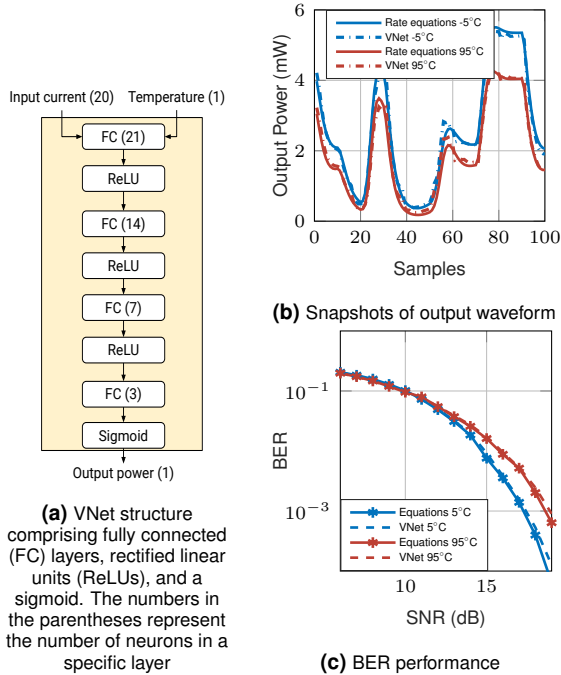 Input current (20)
Temperature (1)
FC (21)
ReLU
FC (14)
ReLU
FC (7)
ReLU
FC (3)
Sigmoid
Output power (1)
(a) VNet structure
comprising fully connected
(FC) layers, rectified linear
units (ReLUs), and a
sigmoid. The numbers in
the parentheses represent
the number of neurons in a
specific layer
Output Power (mW)
6
4
2
0
Rate equations -5°C
VNet -5°C
Rate equations 95°C
VNet 95°C
0 20 40 60 80 100
Samples
(b) Snapshots of output waveform
BER
10⁻¹
10⁻³
Equations 5°C
VNet 5°C
Equations 95°C
VNet 95°C
10 15
SNR (dB)
(c) BER performance